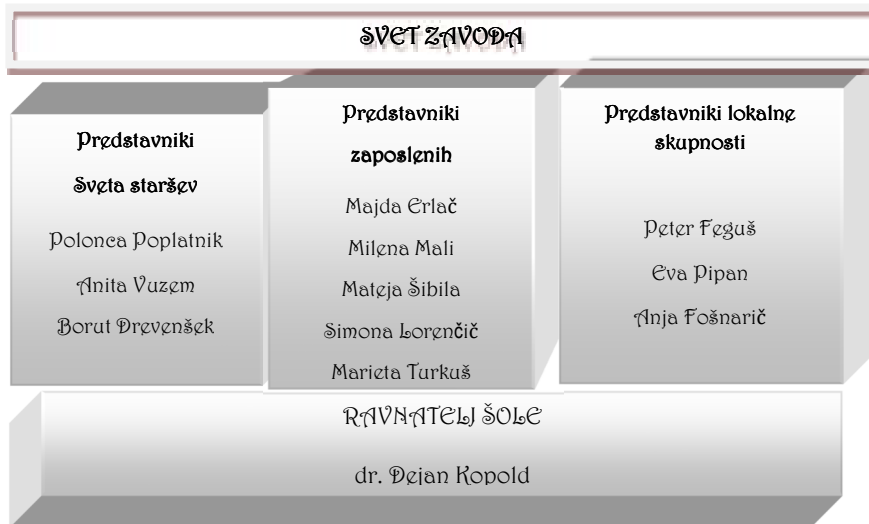 SVET ZAVODA
Predstavniki
Sveta staršev
Polonca Poplatnik
Anita Vuzem
Borut Drevenšek
Predstavniki
zaposlenih
Majda Erlač
Milena Mali
Mateja Šibila
Simona Lorenčič
Marieta Turkuš
Predstavniki lokalne
skupnosti
Peter Feguš
Eva Pipan
Anja Fošnarič
RAVNATELJ ŠOLE
dr. Dejan Kopold